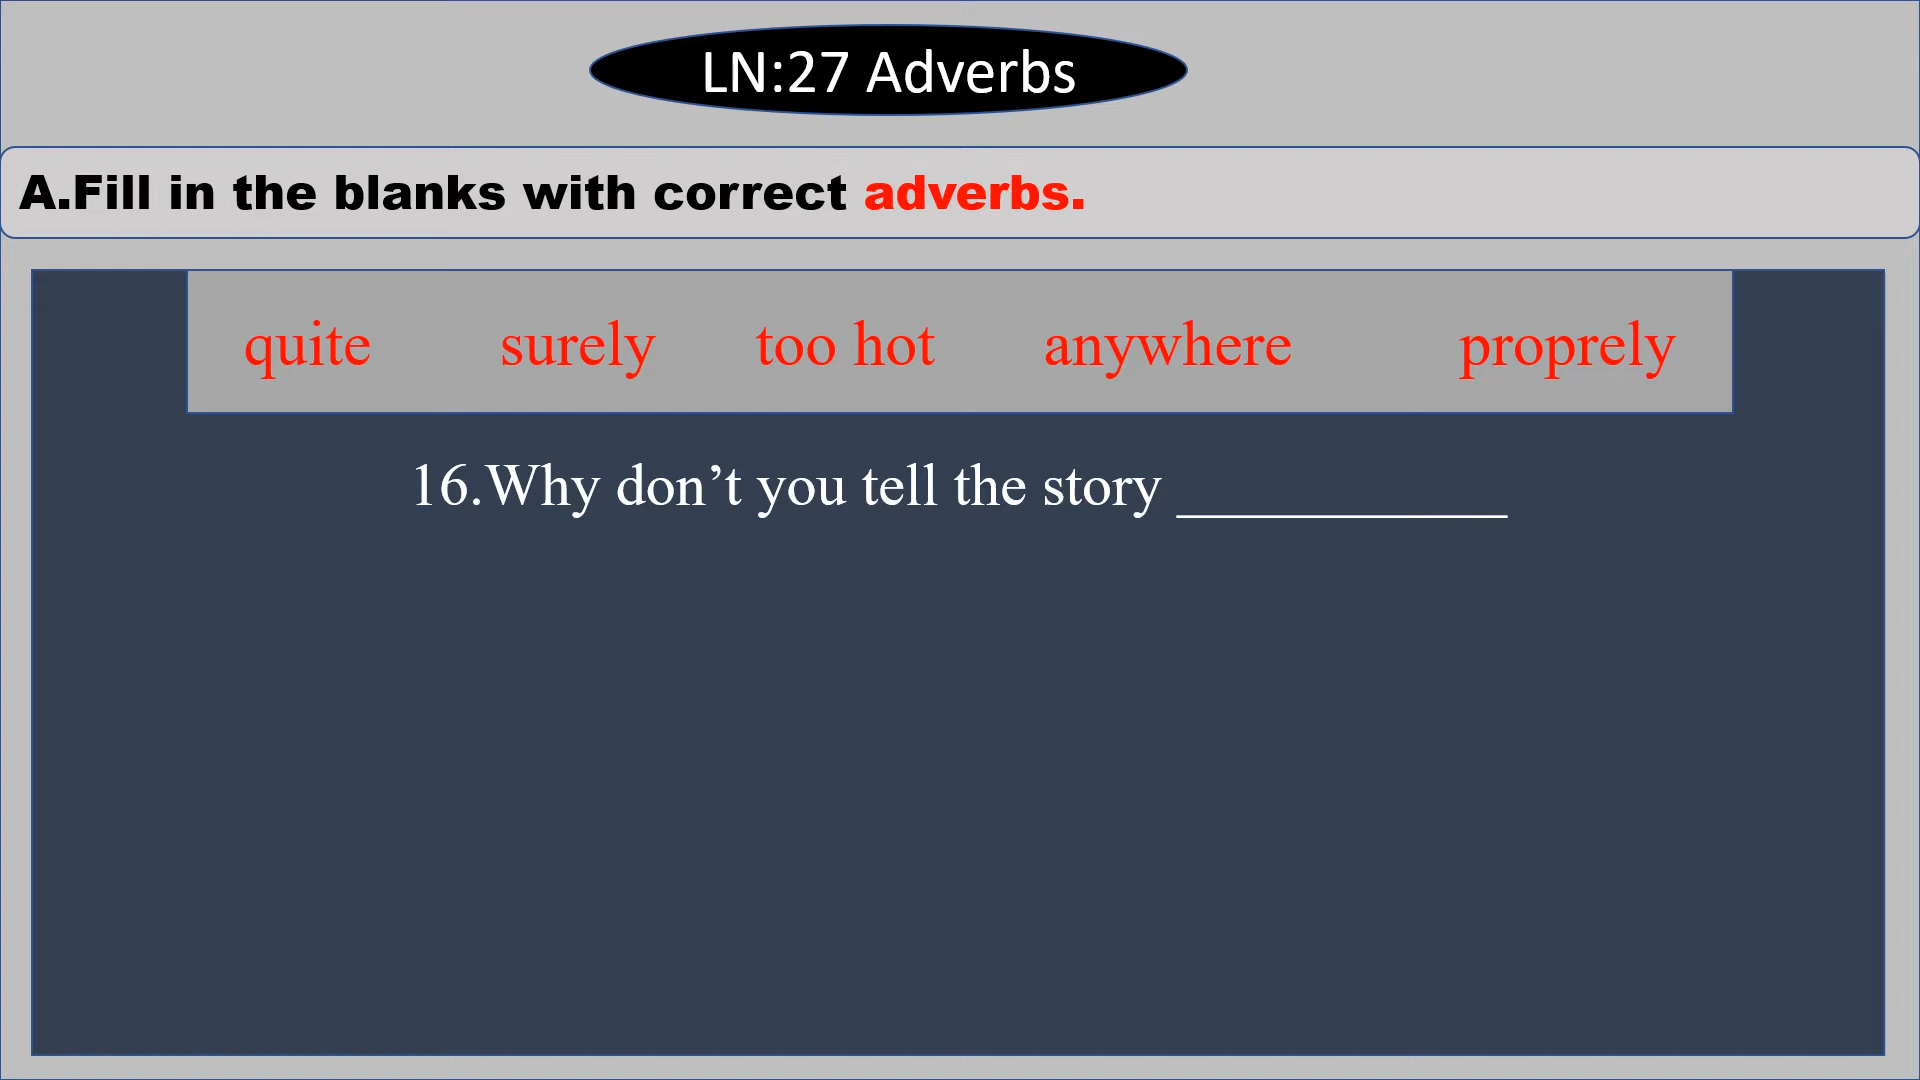 LN:27 Adverbs
A.Fill in the blanks with correct adverbs.
quite surely too hot anywhere proprely
16.Why don’t you tell the story ___________